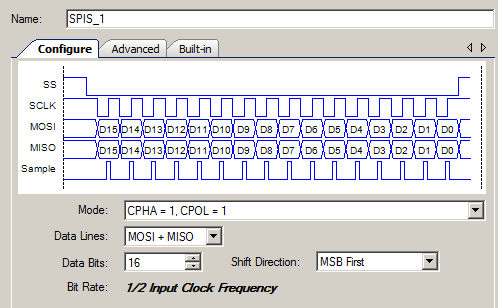 Name: SPIS_1
Configure Advanced Built-in
SS
SCLK
MOSI D15 D14 D13 D12 D11 D10 D9 D8 D7 D6 D5 D4 D3 D2 D1 D0
MISO D15 D14 D13 D12 D11 D10 D9 D8 D7 D6 D5 D4 D3 D2 D1 D0
Sample
Mode: CPHA = 1, CPOL = 1
Data Lines: MOSI + MISO
Data Bits: 16 Shift Direction: MSB First
Bit Rate: 1/2 Input Clock Frequency